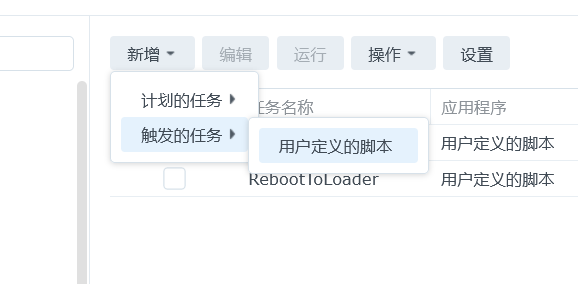 新增 编辑 运行 操作 设置
计划的任务 任务名称 应用程序
触发的任务 用户定义的脚本 用户定义的脚本
RebootToLoader 用户定义的脚本